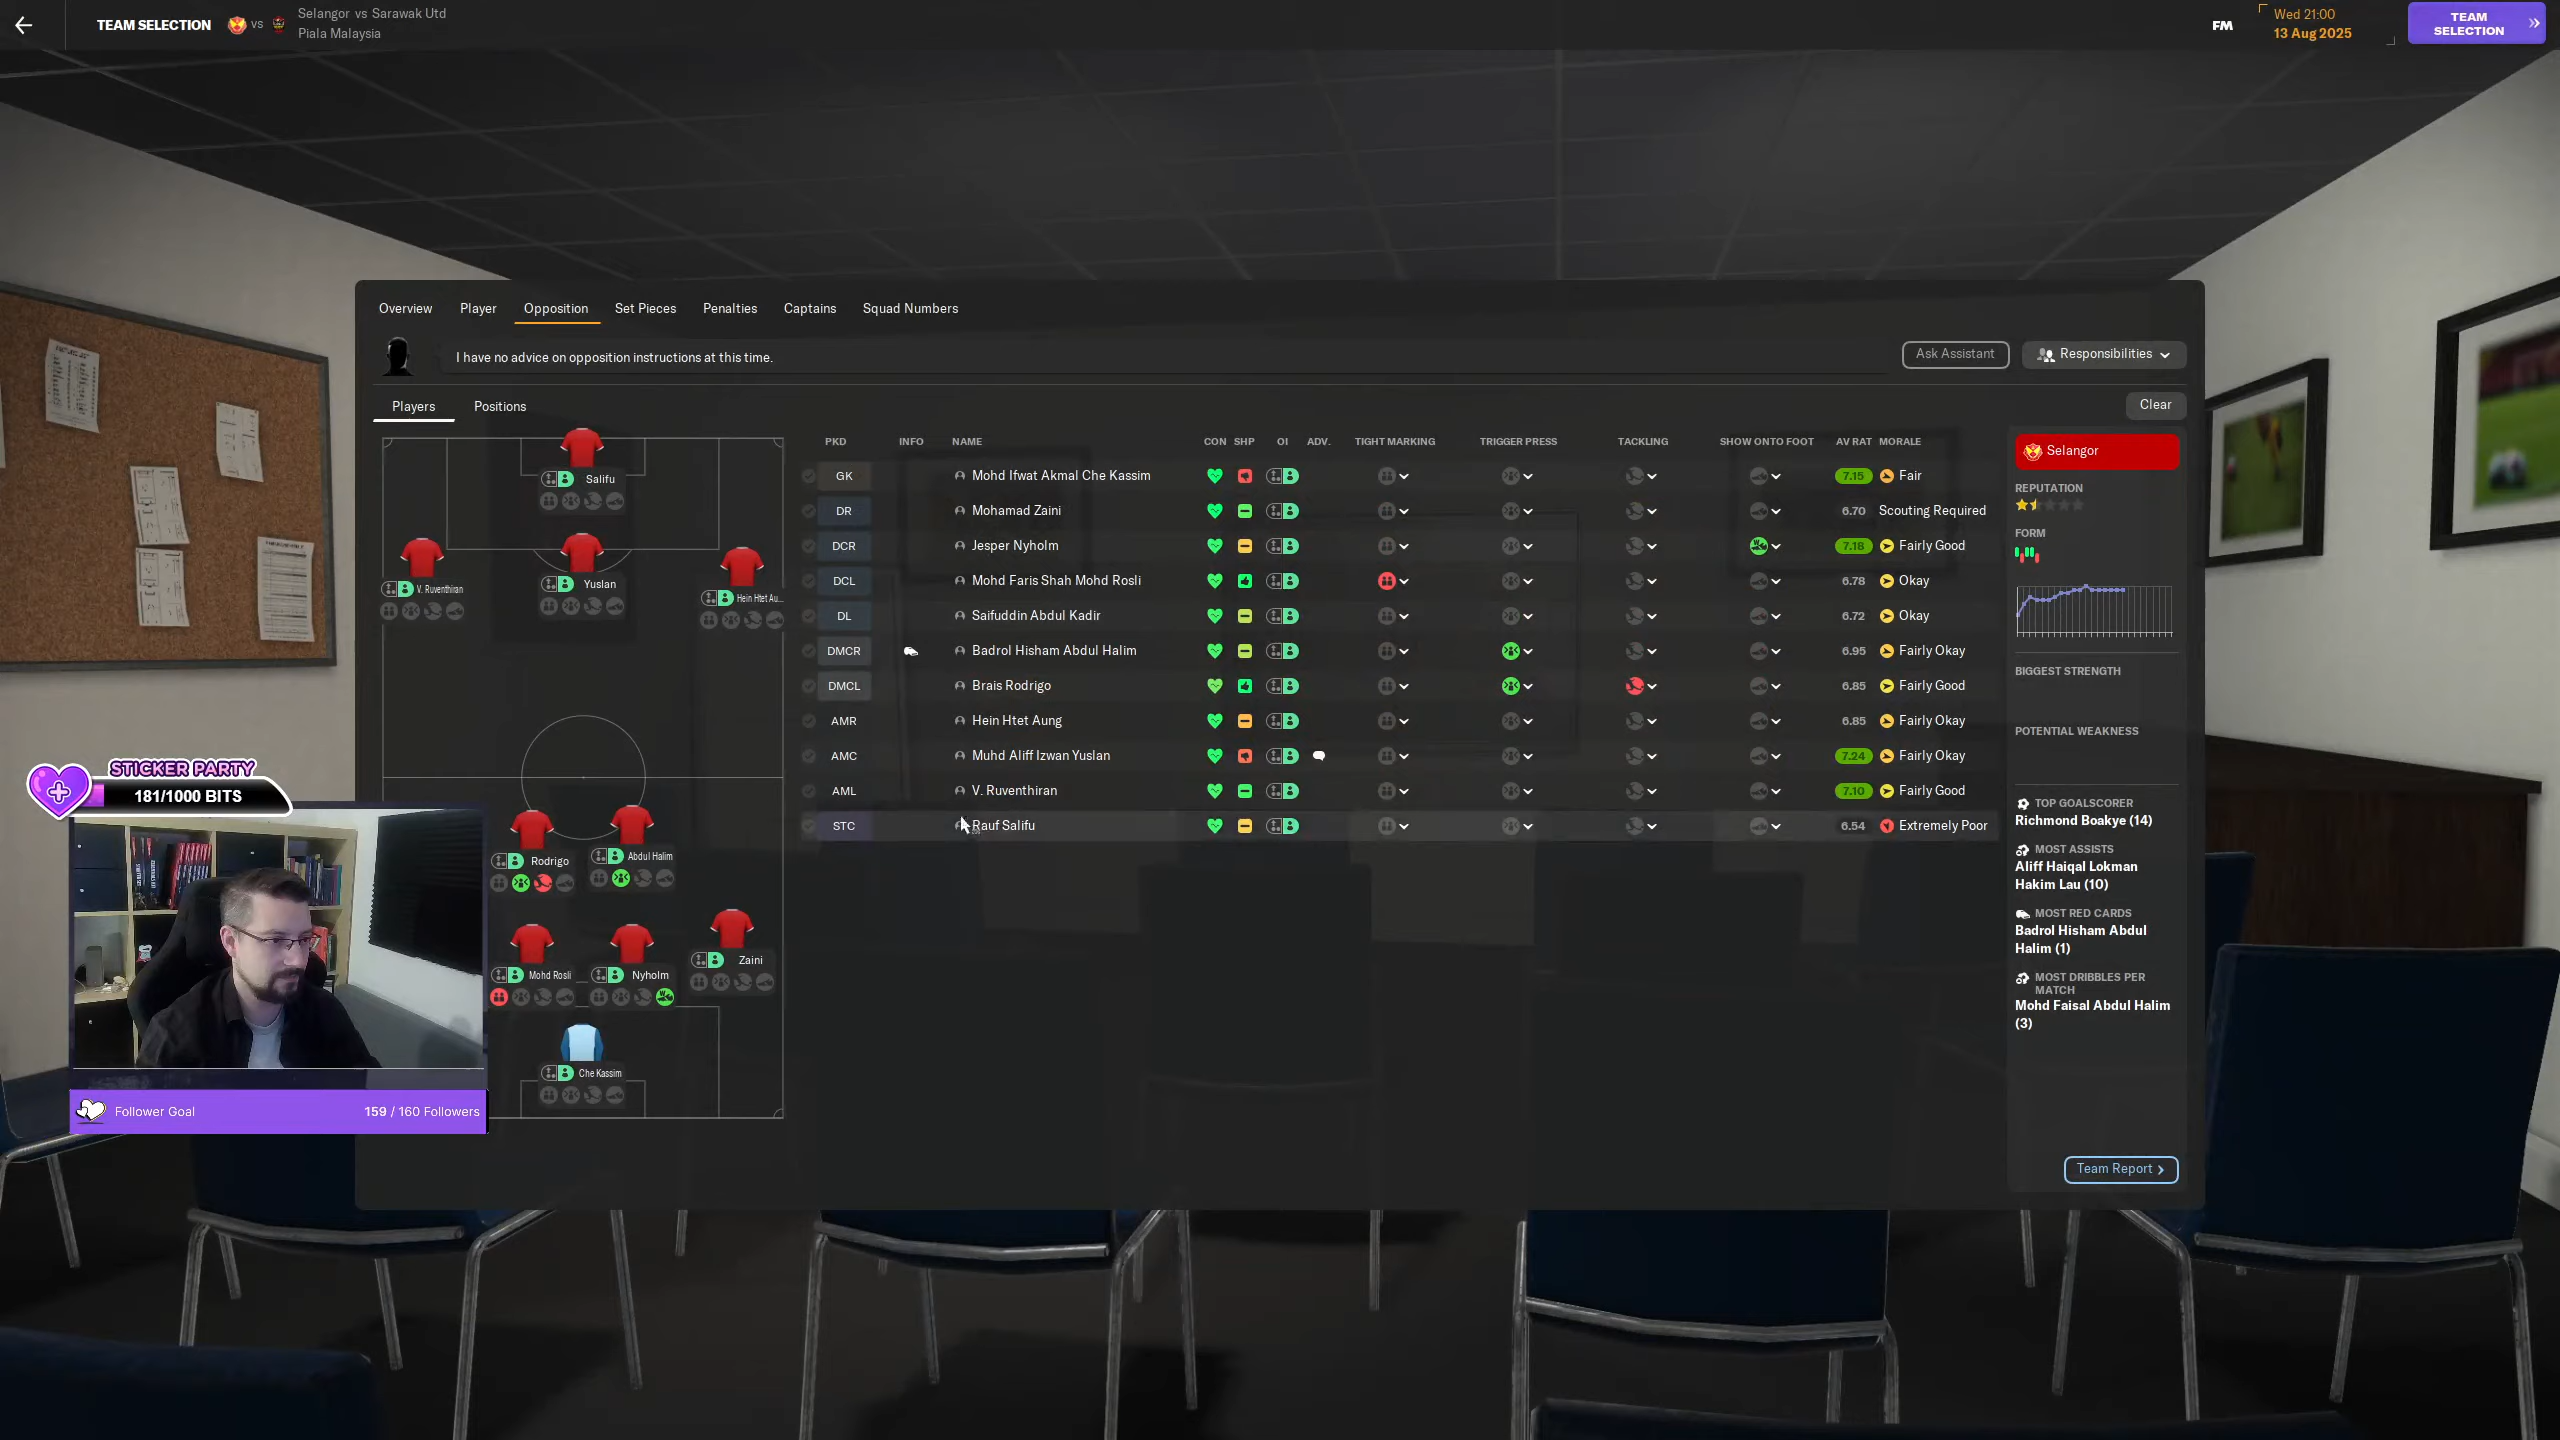 TEAM SELECTION
vs
Selangor vs Sarawak Utd
Piala Malaysia
FM
Wed 21:00
13 Aug 2025
TEAM SELECTION
Overview
Player
Opposition
Set Pieces
Penalties
Captains
Squad Numbers
I have no advice on opposition instructions at this time.
Ask Assistant
Responsibilities
Players
Positions
Clear
PKD INFO NAME CON SHP OI ADV. TIGHT MARKING TRIGGER PRESS TACKLING SHOW ONTO FOOT AV RAT MORALE
GK Mohd Ifwat Akmal Che Kassim 7.15 Fair
DR Mohamad Zaini 6.70 Scouting Required
DCR Jesper Nyholm 7.18 Fairly Good
DCL Mohd Faris Shah Mohd Rosli 6.78 Okay
DL Saifuddin Abdul Kadir 6.72 Okay
DMCR Badrol Hisham Abdul Halim 6.95 Fairly Okay
DMCL Brais Rodrigo 6.85 Fairly Good
AMR Hein Htet Aung 6.85 Fairly Okay
AMC Muhd Aliff Izwan Yuslan 7.24 Fairly Okay
AML V. Ruventhiran 7.10 Fairly Good
STC Rauf Salifu 6.54 Extremely Poor
Salifu
V. Ruventhiran
Yuslan
Hein Htet Au...
Rodrigo
Abdul Halim
Mohd Rosli
Nyholm
Zaini
Che Kassim
Selangor
REPUTATION
FORM
BIGGEST STRENGTH
POTENTIAL WEAKNESS
TOP GOALSCORER
Richmond Boakye (14)
MOST ASSISTS
Aliff Haiqal Lokman
Hakim Lau (10)
MOST RED CARDS
Badrol Hisham Abdul
Halim (1)
MOST DRIBBLES PER
MATCH
Mohd Faisal Abdul Halim
(3)
Team Report
STICKER PARTY
181/1000 BITS
Follower Goal
159 / 160 Followers